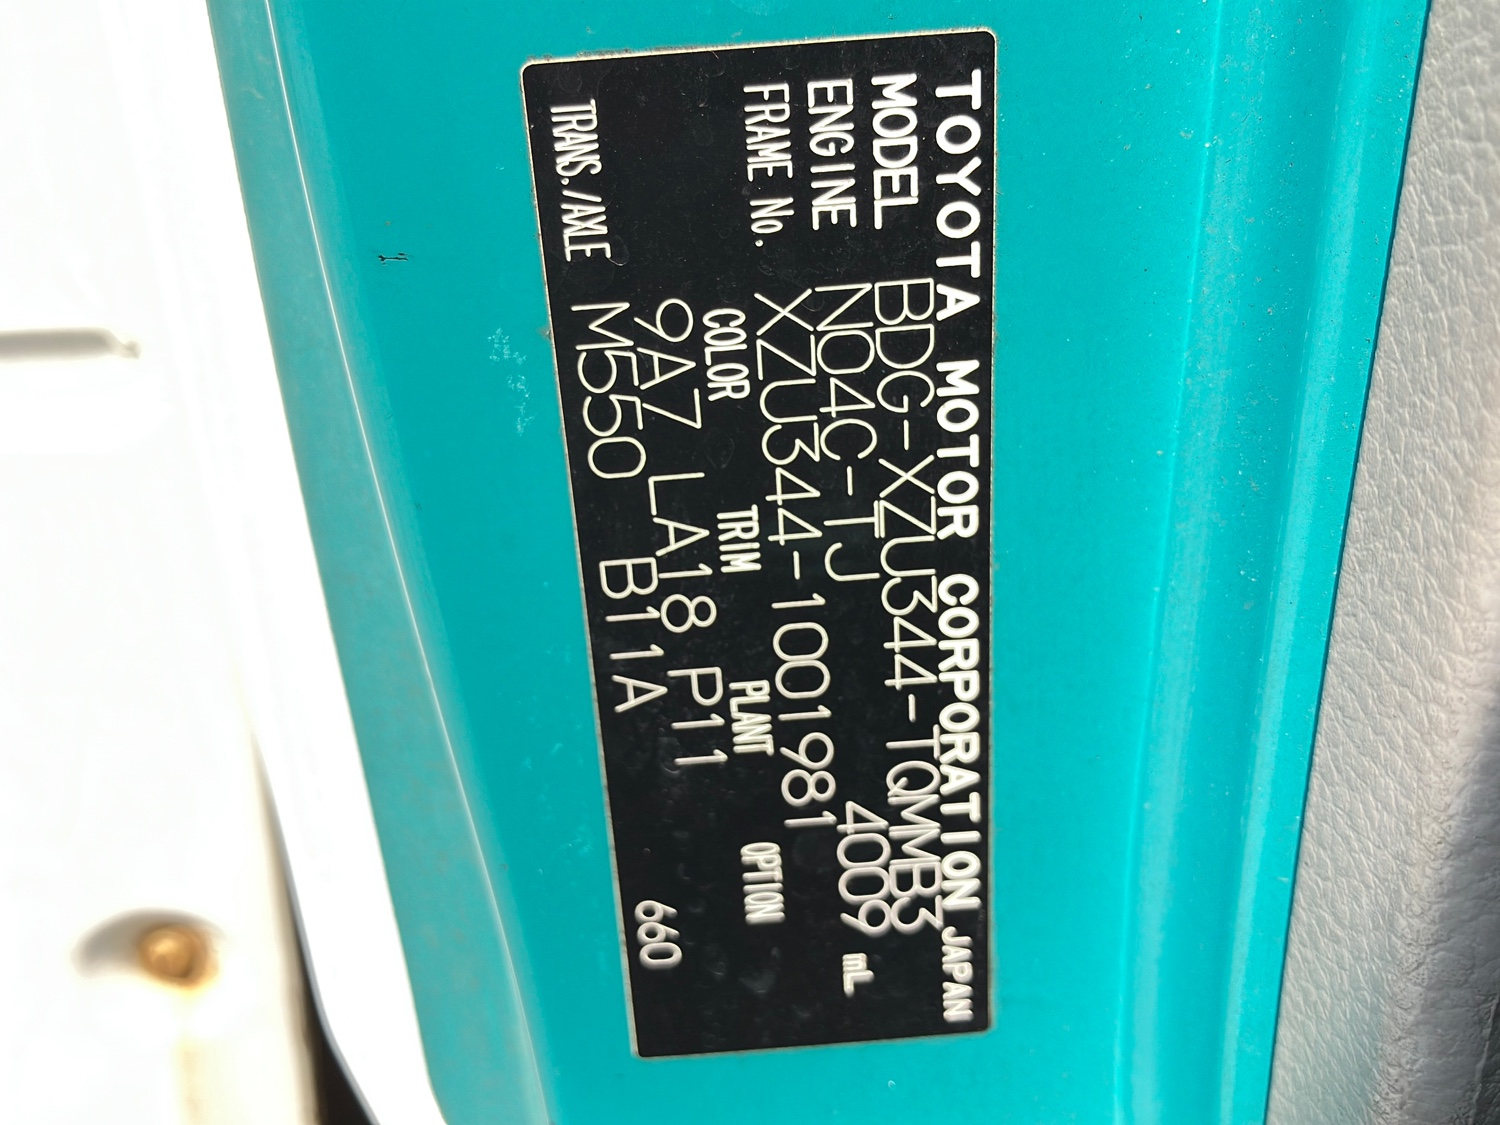 TOYOTA MOTOR CORPORATION JAPAN
MODEL BDG-XZU344-TQMMB3
ENGINE N04C-TJ 4009 mL
FRAME No. XZU344-1001981
COLOR TRIM PLANT OPTION
9A7 LA18 P11
TRANS./AXLE M550 B11A 660